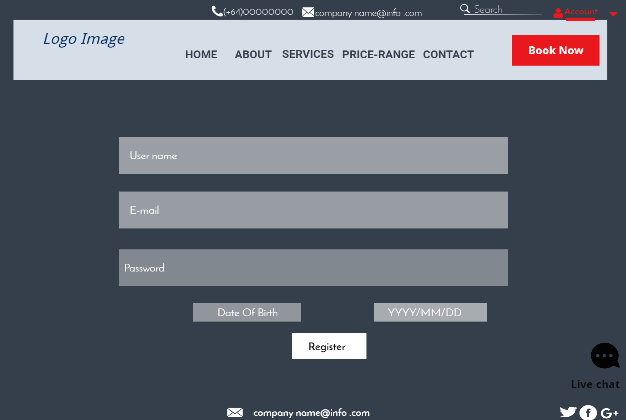 (+64)00000000 company name@info .com Search Account
Logo Image
HOME ABOUT SERVICES PRICE-RANGE CONTACT Book Now
User name
E-mail
Password
Date Of Birth YYYY/MM/DD
Register
Live chat
company name@info .com G+